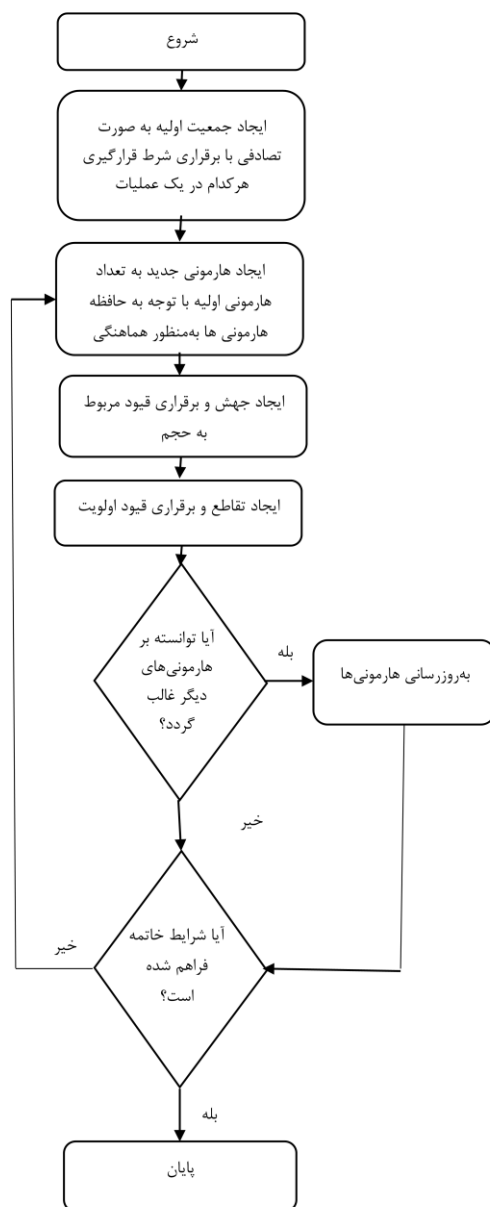 شروع
ایجاد جمعیت اولیه به صورت
تصادفی با برقراری شرط قرارگیری
هرکدام در یک عملیات
ایجاد هارمونی جدید به تعداد
هارمونی اولیه با توجه به حافظه
هارمونی ها به‌منظور هماهنگی
ایجاد جهش و برقراری قیود مربوط
به حجم
ایجاد تقاطع و برقراری قیود اولویت
آیا توانسته بر
هارمونی‌های
دیگر غالب
گردد؟
بله
به‌روزرسانی هارمونی‌ها
خیر
آیا شرایط خاتمه
فراهم شده
است؟
خیر
بله
پایان